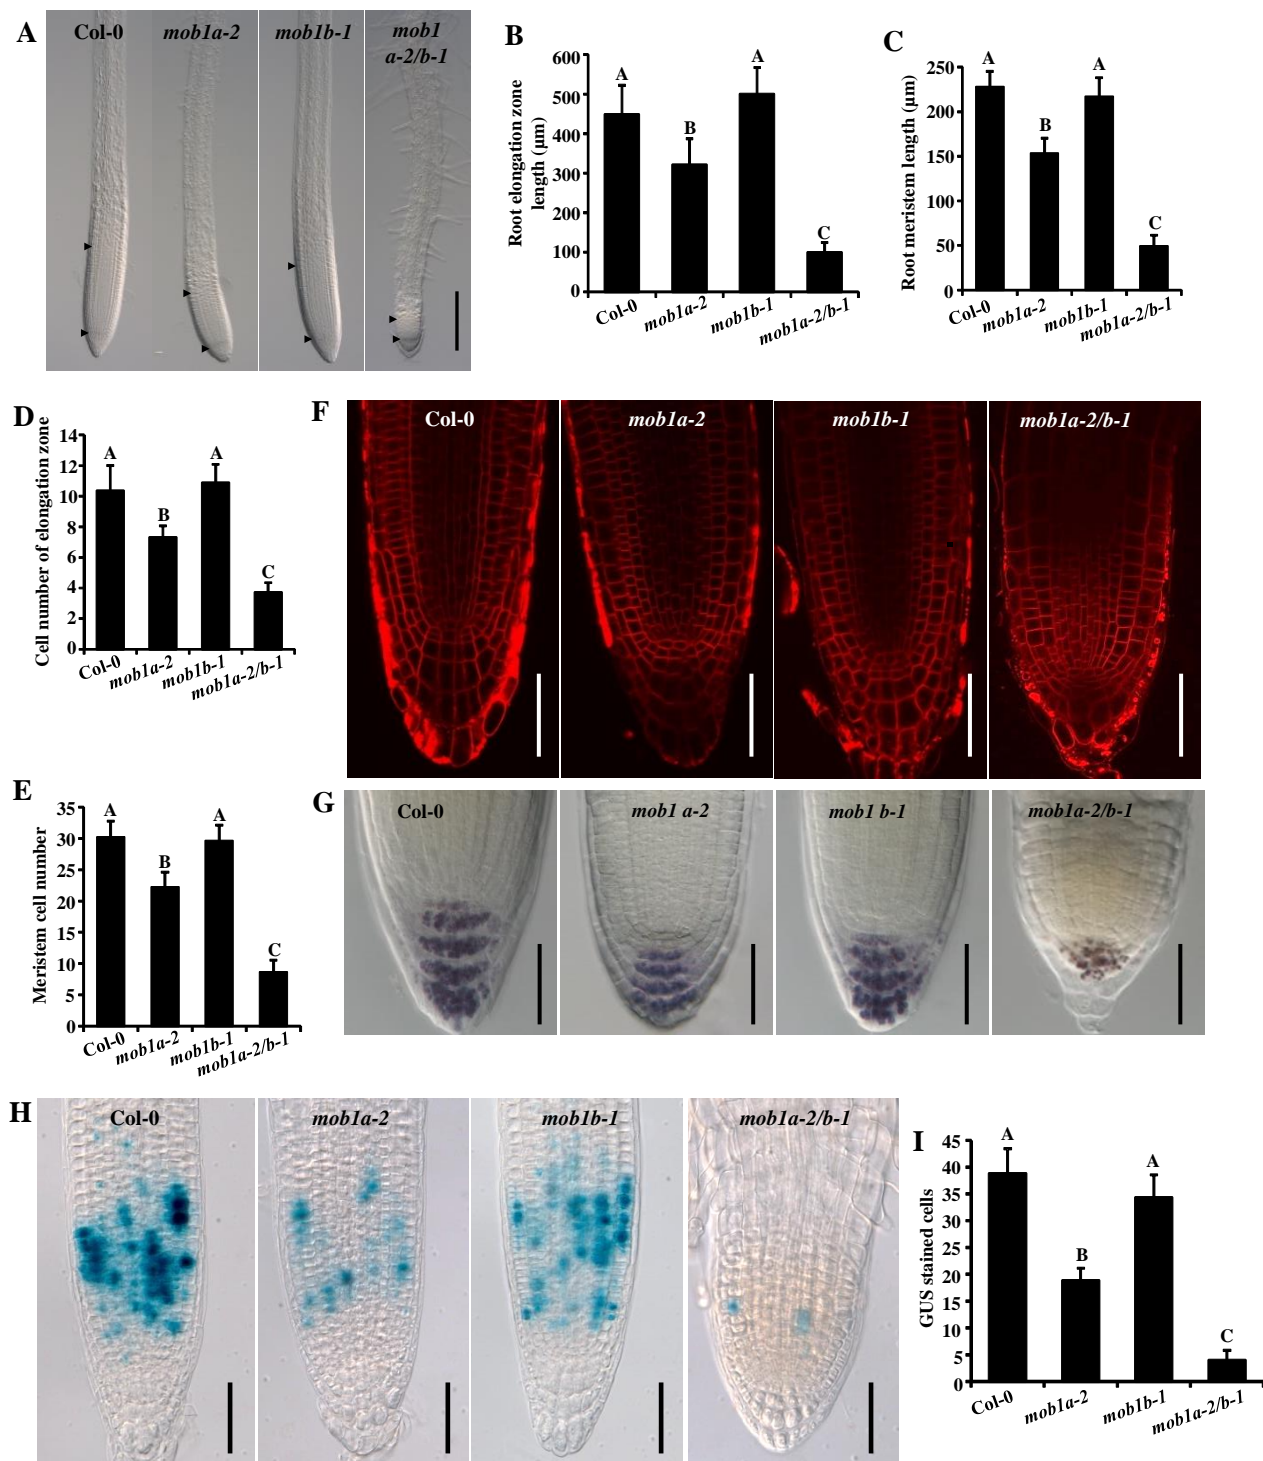 A
Col-0
mob1a-2
mob1b-1
mob1
a-2/b-1
B
Root elongation zone
length (µm)
600
500
400
300
200
100
0
A
B
A
C
Col-0
mob1a-2
mob1b-1
mob1a-2/b-1
C
Root meristem length (µm)
250
200
150
100
50
0
A
B
A
C
Col-0
mob1a-2
mob1b-1
mob1a-2/b-1
D
Cell number of elongation zone
14
12
10
8
6
4
2
0
A
B
A
C
Col-0
mob1a-2
mob1b-1
mob1a-2/b-1
F
Col-0
mob1a-2
mob1b-1
mob1a-2/b-1
E
Meristem cell number
35
30
25
20
15
10
5
0
A
B
A
C
Col-0
mob1a-2
mob1b-1
mob1a-2/b-1
G
Col-0
mob1 a-2
mob1 b-1
mob1a-2/b-1
H
Col-0
mob1a-2
mob1b-1
mob1a-2/b-1
I
GUS stained cells
45
40
35
30
25
20
15
10
5
0
A
B
A
C
Col-0
mob1a-2
mob1b-1
mob1a-2/b-1